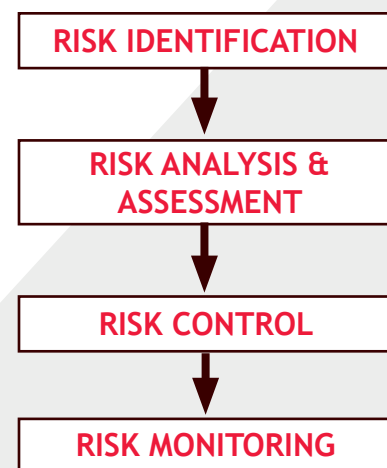 RISK IDENTIFICATION
RISK ANALYSIS &
ASSESSMENT
RISK CONTROL
RISK MONITORING